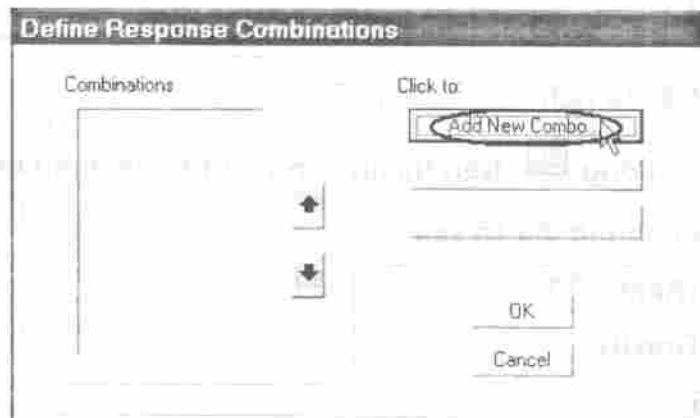 Define Response Combinations
Combinations
Click to:
Add New Combo
OK
Cancel